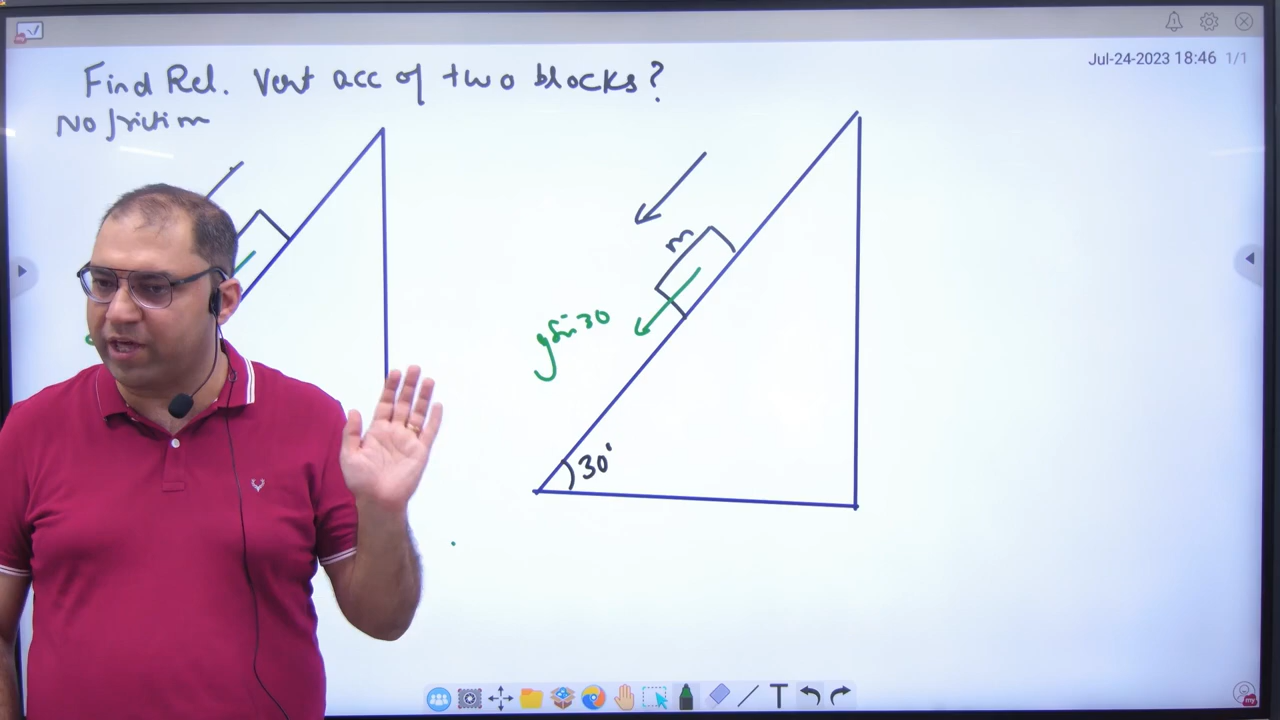 Jul-24-2023 18:46 1/1
Find Rel. Vert acc of two blocks?
No friction
m
g sin 30
30°
T